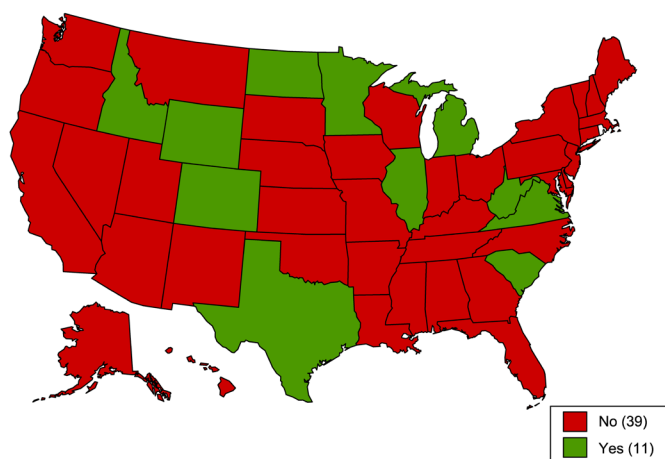 No (39)
Yes (11)